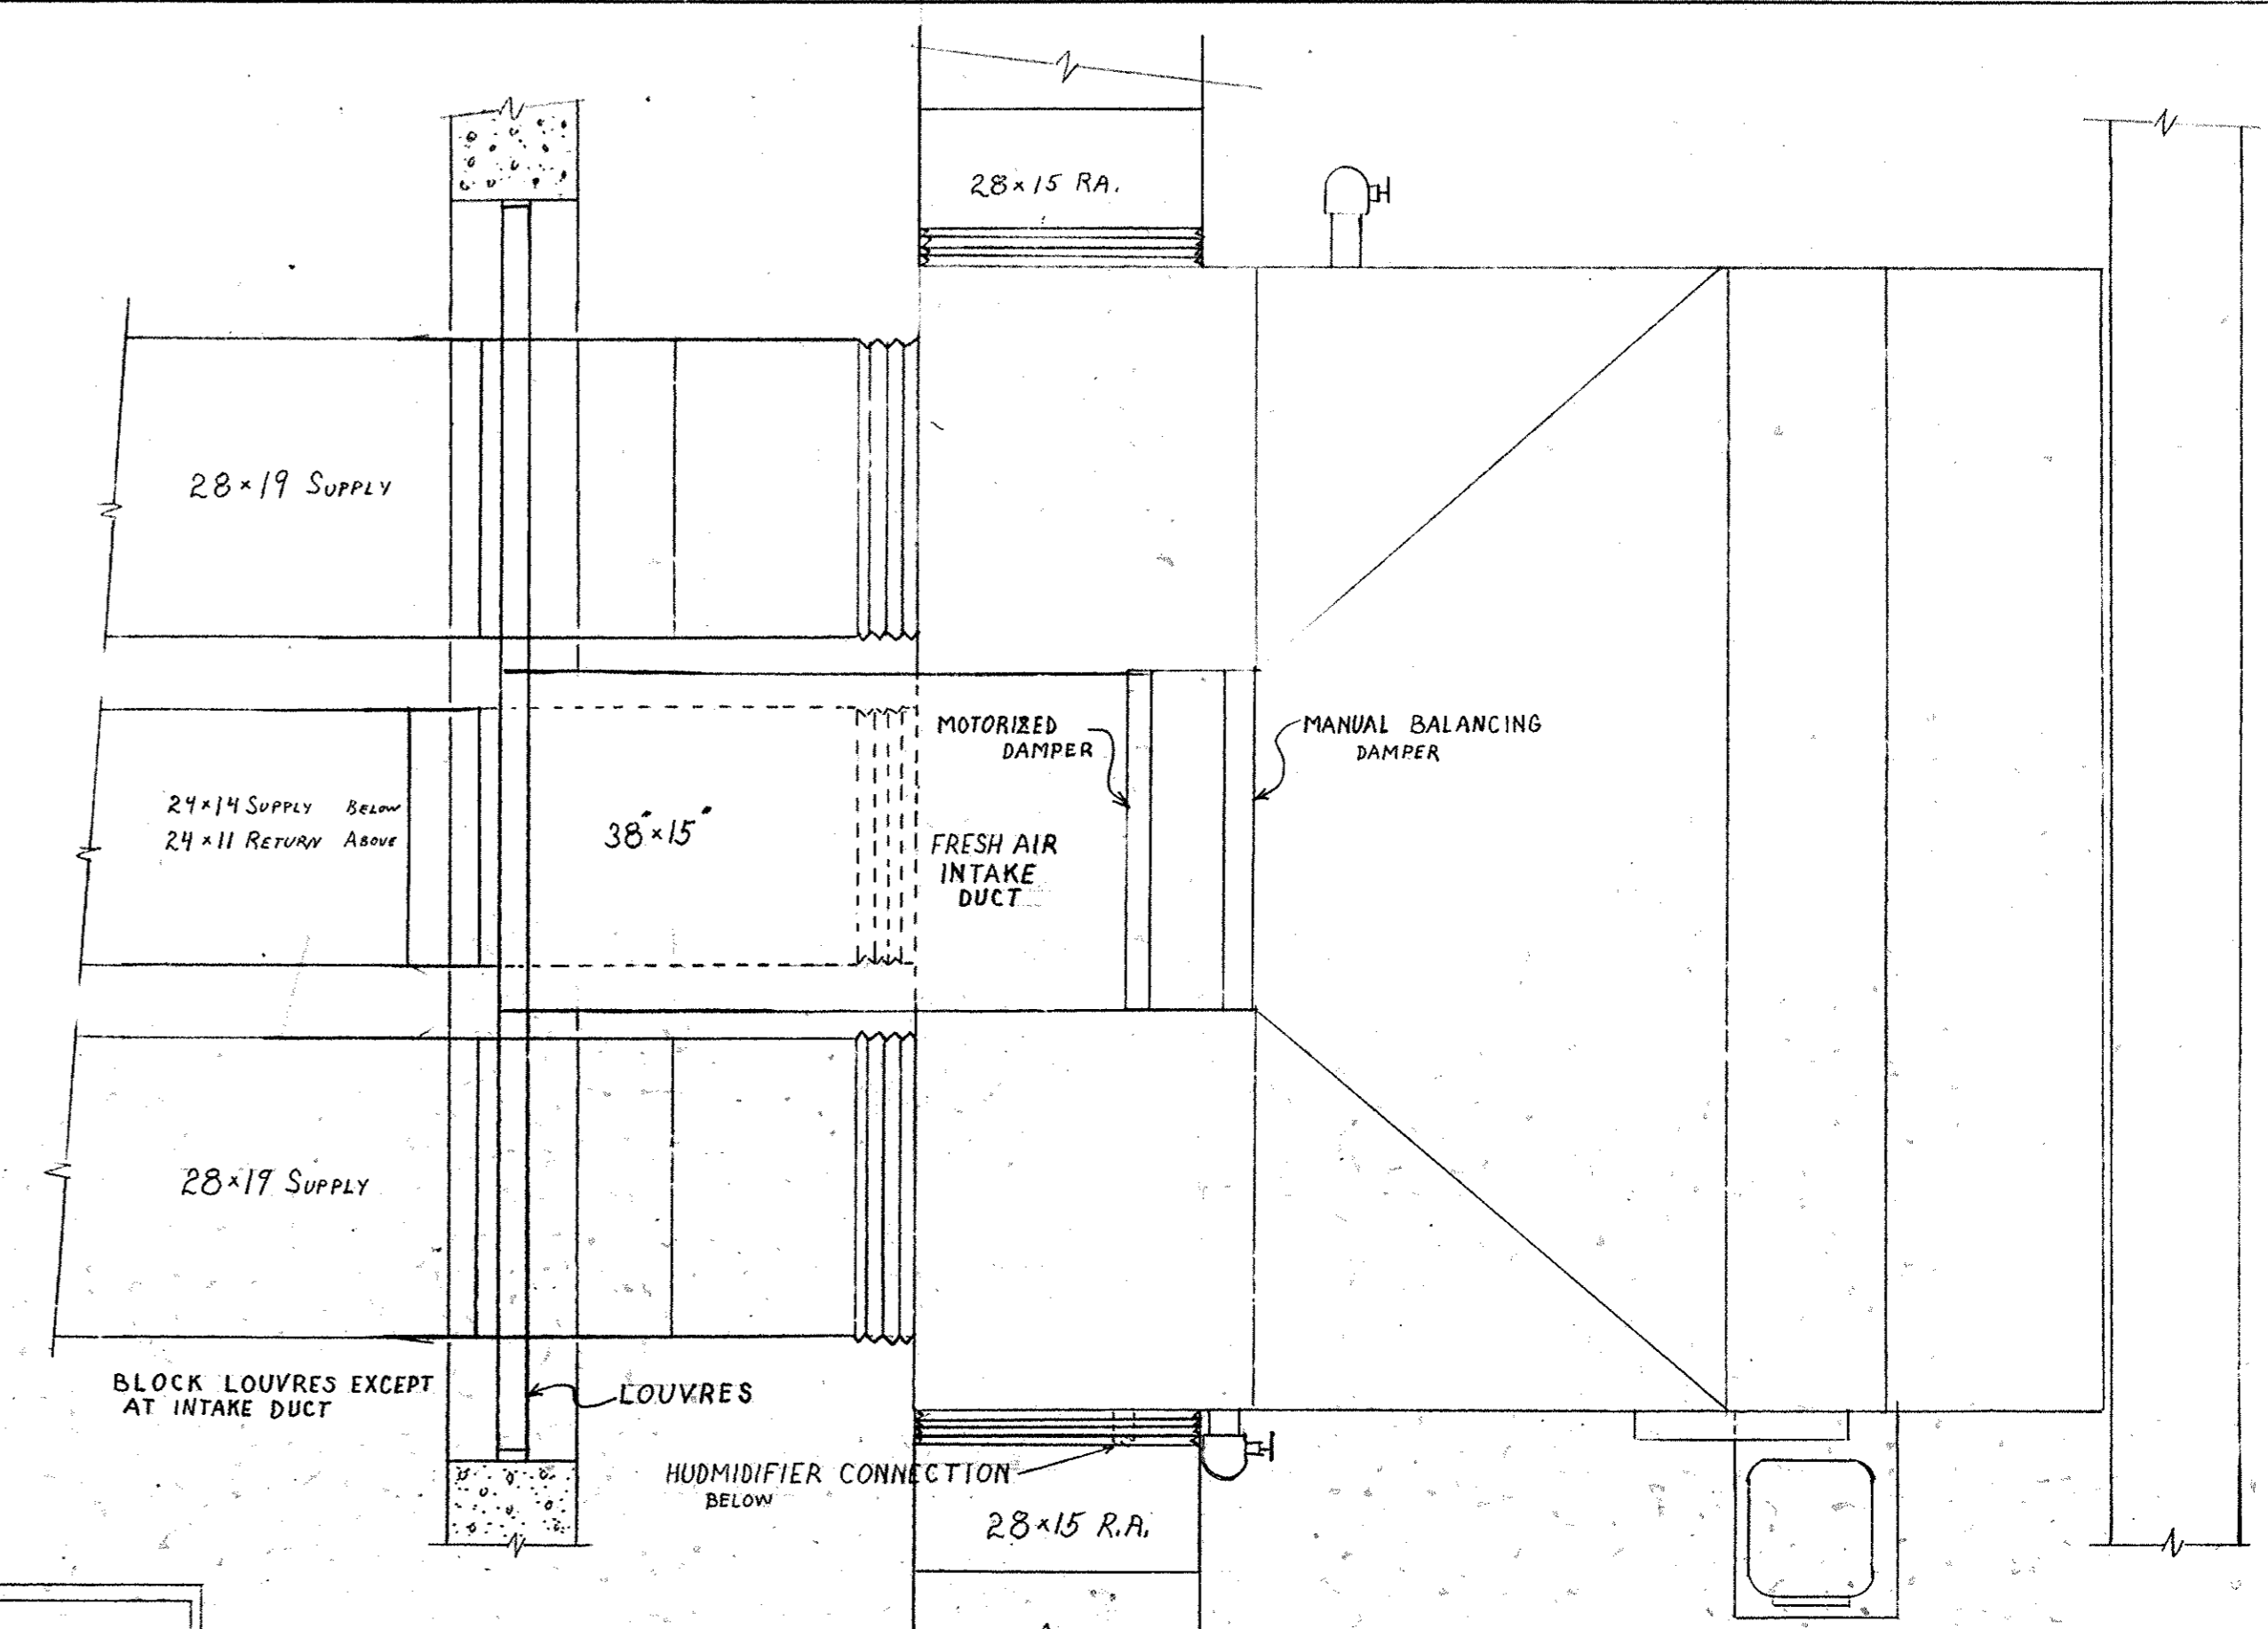 28×15 RA.
28×19 SUPPLY
MOTORIZED
DAMPER
MANUAL BALANCING
DAMPER
24×14 SUPPLY BELOW
24×11 RETURN ABOVE
38"×15"
FRESH AIR
INTAKE
DUCT
28×19 SUPPLY
BLOCK LOUVRES EXCEPT
AT INTAKE DUCT
LOUVRES
HUDMIDIFIER CONNECTION
BELOW
28×15 R.A.